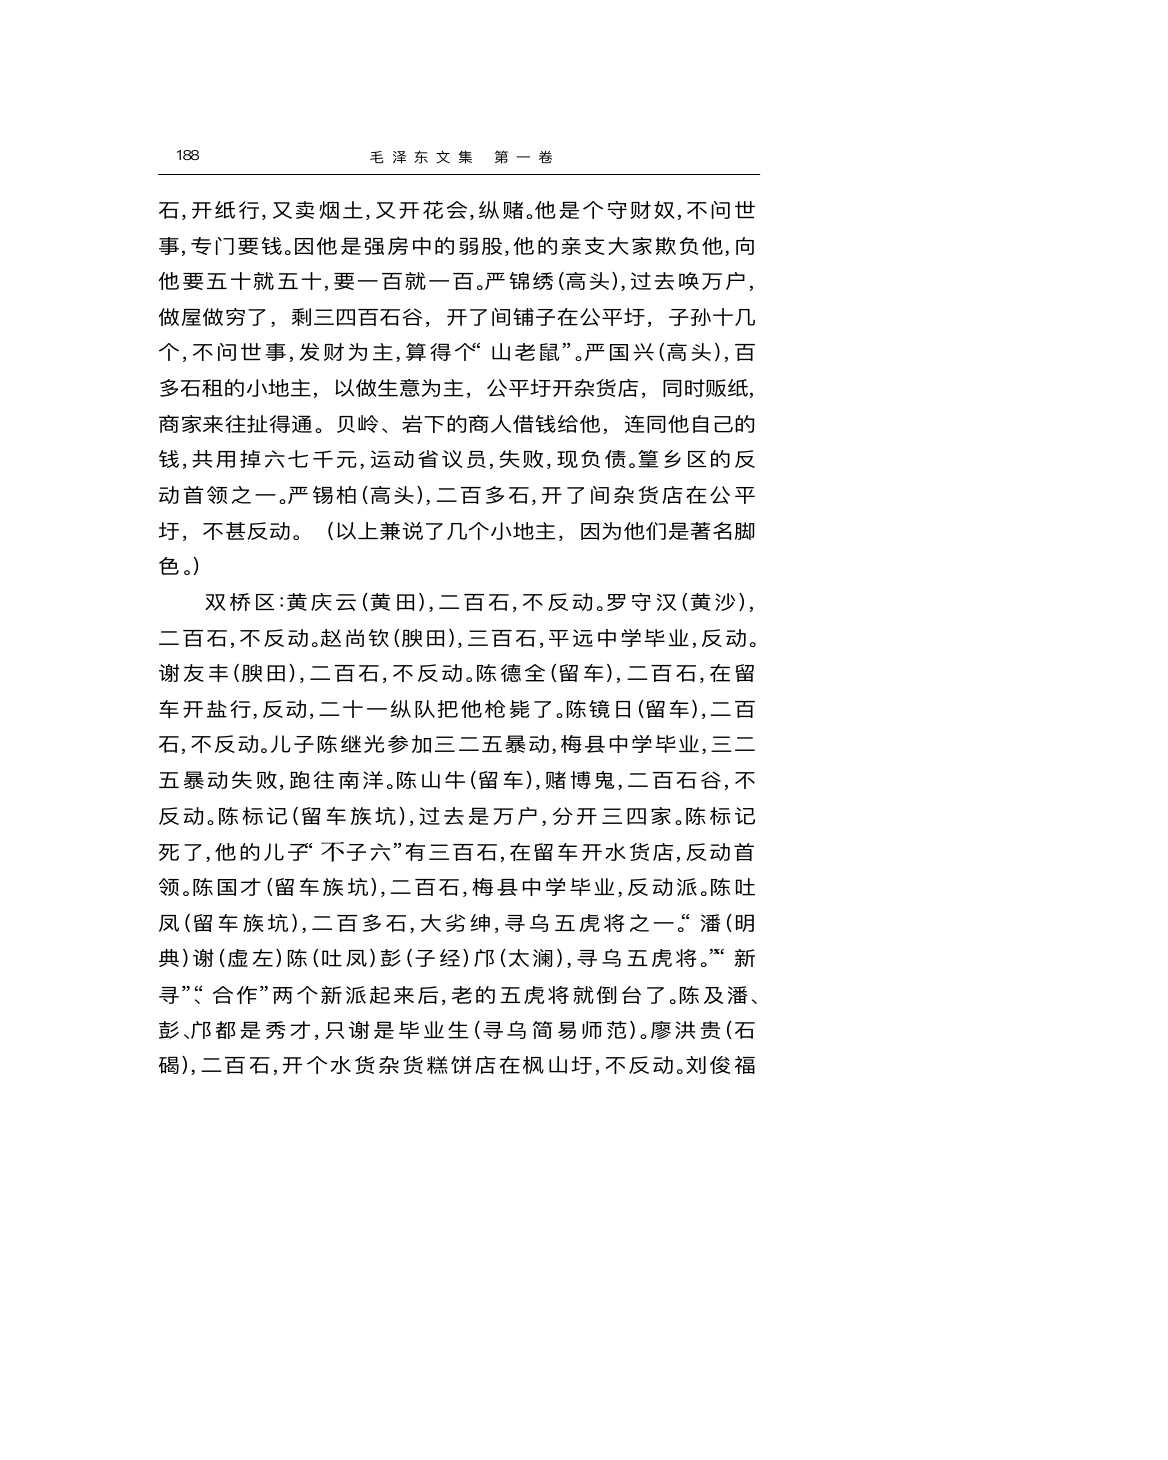 188
毛泽东文集 第一卷
石,开纸行,又卖烟土,又开花会,纵赌。他是个守财奴,不问世
事,专门要钱。因他是强房中的弱股,他的亲支大家欺负他,向
他要五十就五十,要一百就一百。严锦绣(高头),过去唤万户,
做屋做穷了，剩三四百石谷，开了间铺子在公平圩，子孙十几
个,不问世事,发财为主,算得个“山老鼠”。严国兴(高头),百
多石租的小地主，以做生意为主，公平圩开杂货店，同时贩纸,
商家来往扯得通。贝岭、岩下的商人借钱给他，连同他自己的
钱,共用掉六七千元,运动省议员,失败,现负债。篁乡区的反
动首领之一。严锡柏(高头),二百多石,开了间杂货店在公平
圩，不甚反动。（以上兼说了几个小地主，因为他们是著名脚
色。)
双桥区:黄庆云(黄田),二百石,不反动。罗守汉(黄沙),
二百石,不反动。赵尚钦(腴田),三百石,平远中学毕业,反动。
谢友丰(腴田),二百石,不反动。陈德全(留车),二百石,在留
车开盐行,反动,二十一纵队把他枪毙了。陈镜日(留车),二百
石,不反动。儿子陈继光参加三二五暴动,梅县中学毕业,三二
五暴动失败,跑往南洋。陈山牛(留车),赌博鬼,二百石谷,不
反动。陈标记(留车族坑),过去是万户,分开三四家。陈标记
死了,他的儿子“不子六”有三百石,在留车开水货店,反动首
领。陈国才(留车族坑),二百石,梅县中学毕业,反动派。陈吐
凤(留车族坑),二百多石,大劣绅,寻乌五虎将之一。“潘(明
典)谢(虚左)陈(吐凤)彭(子经)邝(太澜),寻乌五虎将。”“新
寻”、“合作”两个新派起来后,老的五虎将就倒台了。陈及潘、
彭、邝都是秀才,只谢是毕业生(寻乌简易师范)。廖洪贵(石
碣),二百石,开个水货杂货糕饼店在枫山圩,不反动。刘俊福